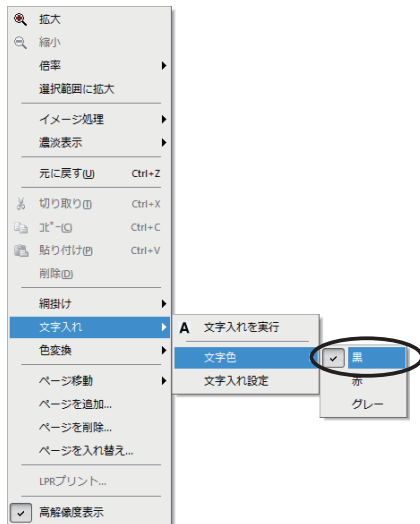 拡大
縮小
倍率
選択範囲に拡大
イメージ処理
濃淡表示
元に戻す(U) Ctrl+Z
切り取り(T) Ctrl+X
ｺﾋﾟｰ(C) Ctrl+C
貼り付け(P) Ctrl+V
削除(D)
網掛け
文字入れ
色変換
ページ移動
ページを追加...
ページを削除...
ページを入れ替え...
LPRプリント...
高解像度表示
A 文字入れを実行
文字色
文字入れ設定
黒
赤
グレー